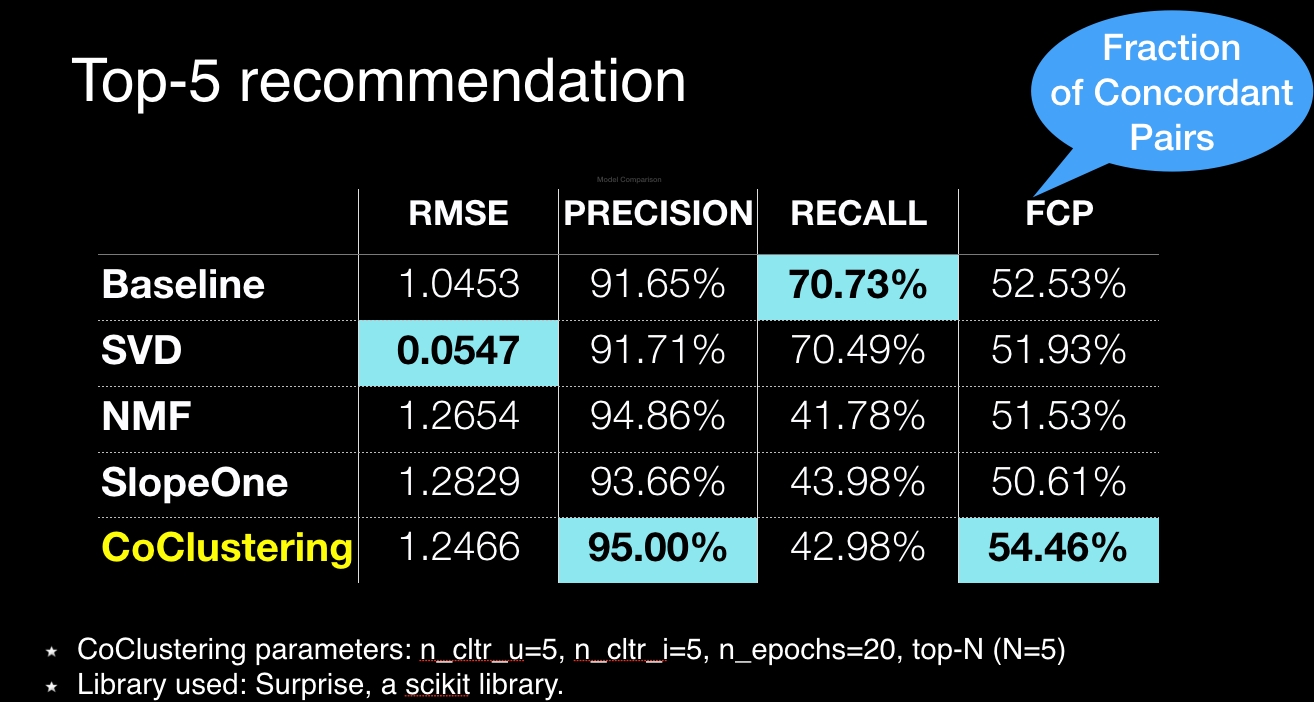 Top-5 recommendation
Fraction
of Concordant
Pairs
Model Comparison
RMSE PRECISION RECALL FCP
Baseline 1.0453 91.65% 70.73% 52.53%
SVD 0.0547 91.71% 70.49% 51.93%
NMF 1.2654 94.86% 41.78% 51.53%
SlopeOne 1.2829 93.66% 43.98% 50.61%
CoClustering 1.2466 95.00% 42.98% 54.46%
★ CoClustering parameters: n_cltr_u=5, n_cltr_i=5, n_epochs=20, top-N (N=5)
★ Library used: Surprise, a scikit library.